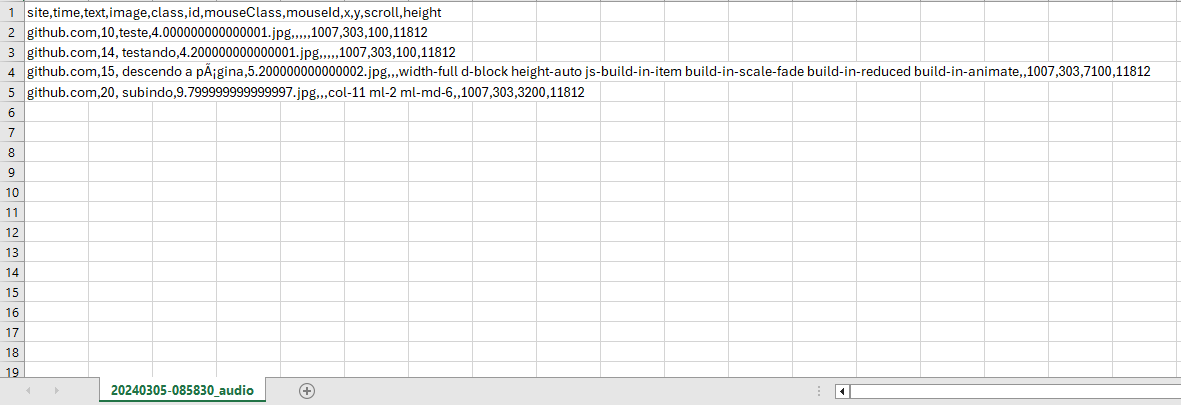 1 site,time,text,image,class,id,mouseClass,mouseId,x,y,scroll,height
2 github.com,10,teste,4.000000000000001.jpg,,,,,1007,303,100,11812
3 github.com,14, testando,4.200000000000001.jpg,,,,,1007,303,100,11812
4 github.com,15, descendo a pÃ¡gina,5.200000000000002.jpg,,,width-full d-block height-auto js-build-in-item build-in-scale-fade build-in-reduced build-in-animate,,1007,303,7100,11812
5 github.com,20, subindo,9.799999999999997.jpg,,,col-11 ml-2 ml-md-6,,1007,303,3200,11812
6
7
8
9
10
11
12
13
14
15
16
17
18
19
20240305-085830_audio